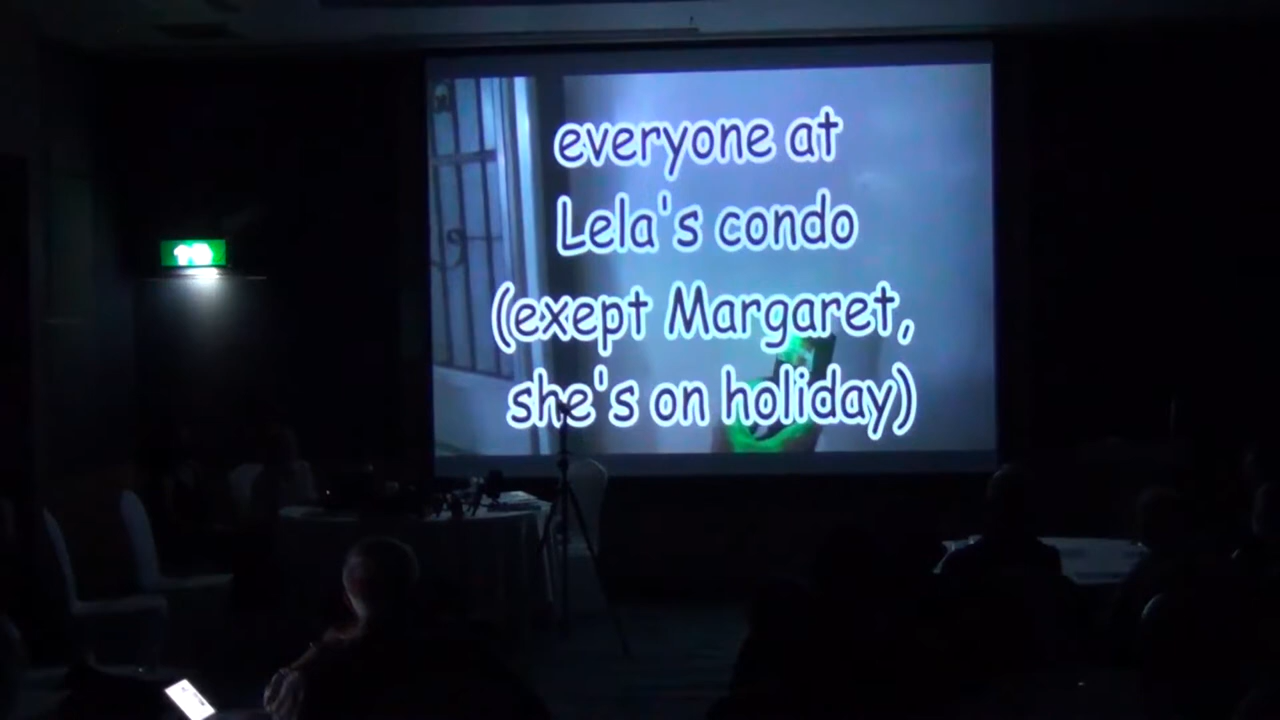 everyone at
Lela's condo
(exept Margaret,
she's on holiday)